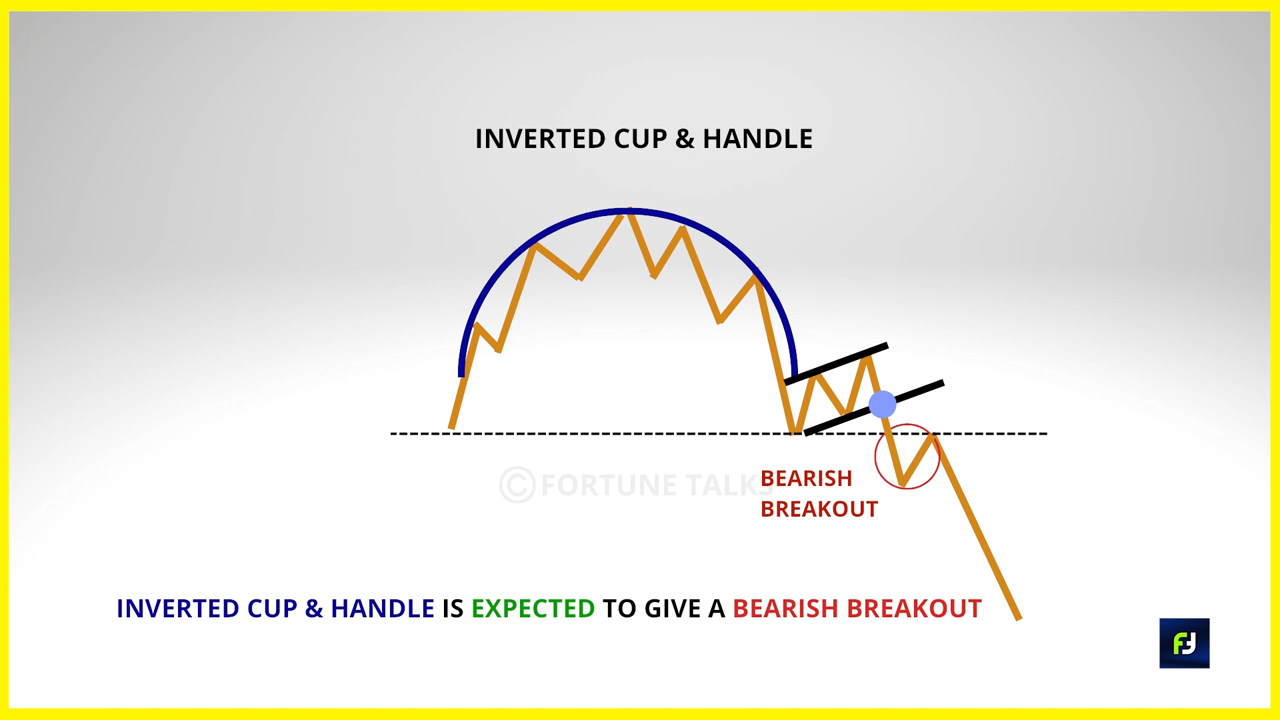 INVERTED CUP & HANDLE
© FORTUNE TALKS
BEARISH
BREAKOUT
INVERTED CUP & HANDLE IS EXPECTED TO GIVE A BEARISH BREAKOUT